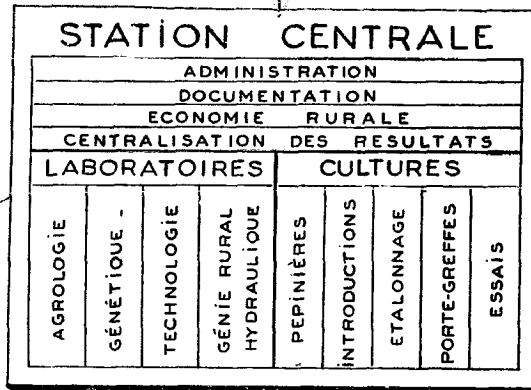 STATION CENTRALE
ADMINISTRATION
DOCUMENTATION
ECONOMIE RURALE
CENTRALISATION DES RESULTATS
LABORATOIRES
CULTURES
AGROLOGIE
GÉNÉTIQUE -
TECHNOLOGIE
GÉNIE RURAL
HYDRAULIQUE
PEPINIÈRES
INTRODUCTIONS
ETALONNAGE
PORTE-GREFFES
ESSAIS